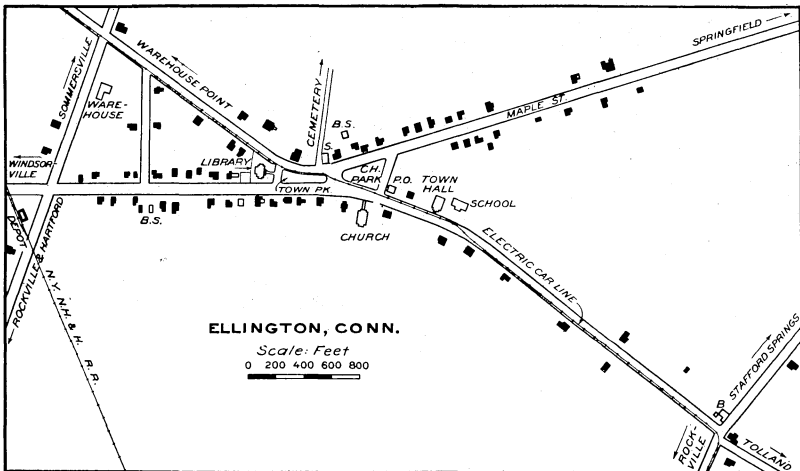 SPRINGFIELD
WAREHOUSE POINT
SOMMERSVILLE
CEMETERY
MAPLE ST.
WARE-
HOUSE
B.S.
S.
WINDSOR-
VILLE
LIBRARY
CH.
PARK
P.O.
TOWN
HALL
SCHOOL
TOWN PK.
B.S.
CHURCH
DEPOT
ROCKVILLE & HARTFORD
N.Y. N.H. & H. R.R.
ELECTRIC CAR LINE
ELLINGTON, CONN.
Scale: Feet
0 200 400 600 800
STAFFORD SPRINGS
B
ROCK-
VILLE
TOLLAND